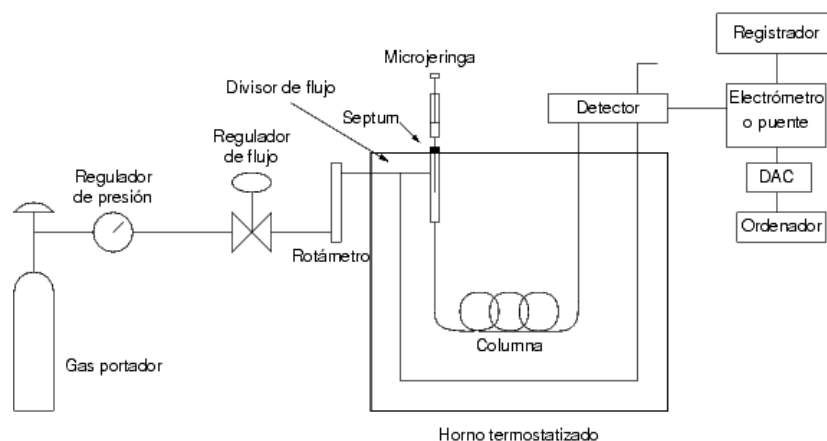 Registrador
Microjeringa
Divisor de flujo
Detector
Electrómetro
o puente
Septum
Regulador
de flujo
Regulador
de presión
DAC
Ordenador
Rotámetro
Columna
Gas portador
Horno termostatizado